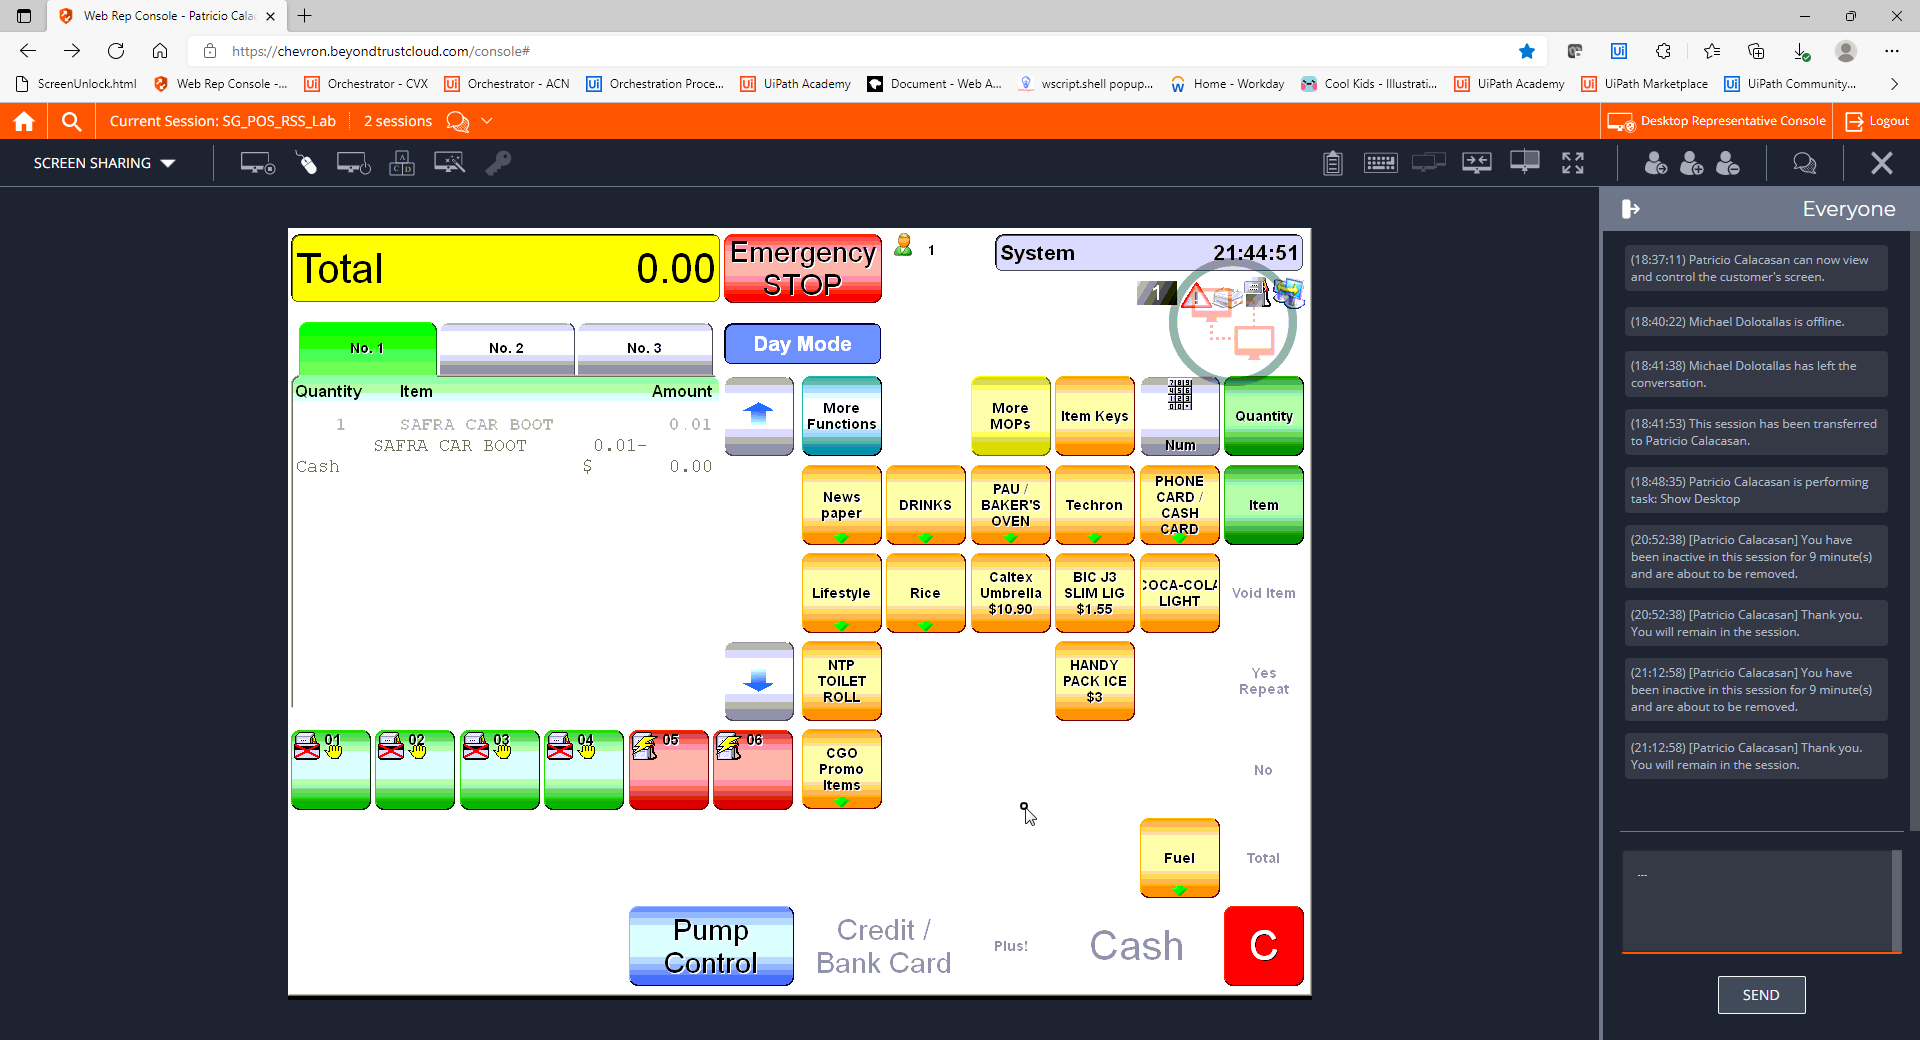 Web Rep Console - Patricio Cala
https://chevron.beyondtrustcloud.com/console#
ScreenUnlock.html
Web Rep Console -...
Orchestrator - CVX
Orchestrator - ACN
Orchestration Proce...
UiPath Academy
Document - Web A...
wscript.shell popup...
Home - Workday
Cool Kids - Illustrati...
UiPath Academy
UiPath Marketplace
UiPath Community...
Current Session: SG_POS_RSS_Lab
2 sessions
Desktop Representative Console
Logout
SCREEN SHARING
Everyone
Total 0.00
Emergency
STOP
1
System 21:44:51
1
No. 1
No. 2
No. 3
Day Mode
Quantity Item Amount
1 SAFRA CAR BOOT 0.01
SAFRA CAR BOOT 0.01-
Cash $ 0.00
More
Functions
More
MOPs
Item Keys
Num
Quantity
News
paper
DRINKS
PAU /
BAKER'S
OVEN
Techron
PHONE
CARD /
CASH
CARD
Item
Lifestyle
Rice
Caltex
Umbrella
$10.90
BIC J3
SLIM LIG
$1.55
COCA-COLA
LIGHT
Void Item
NTP
TOILET
ROLL
HANDY
PACK ICE
$3
Yes
Repeat
01
02
03
04
05
06
CGO
Promo
Items
No
Fuel
Total
Pump
Control
Credit /
Bank Card
Plus!
Cash
C
(18:37:11) Patricio Calacasan can now view
and control the customer's screen.
(18:40:22) Michael Dolotallas is offline.
(18:41:38) Michael Dolotallas has left the
conversation.
(18:41:53) This session has been transferred
to Patricio Calacasan.
(18:48:35) Patricio Calacasan is performing
task: Show Desktop
(20:52:38) [Patricio Calacasan] You have
been inactive in this session for 9 minute(s)
and are about to be removed.
(20:52:38) [Patricio Calacasan] Thank you.
You will remain in the session.
(21:12:58) [Patricio Calacasan] You have
been inactive in this session for 9 minute(s)
and are about to be removed.
(21:12:58) [Patricio Calacasan] Thank you.
You will remain in the session.
...
SEND